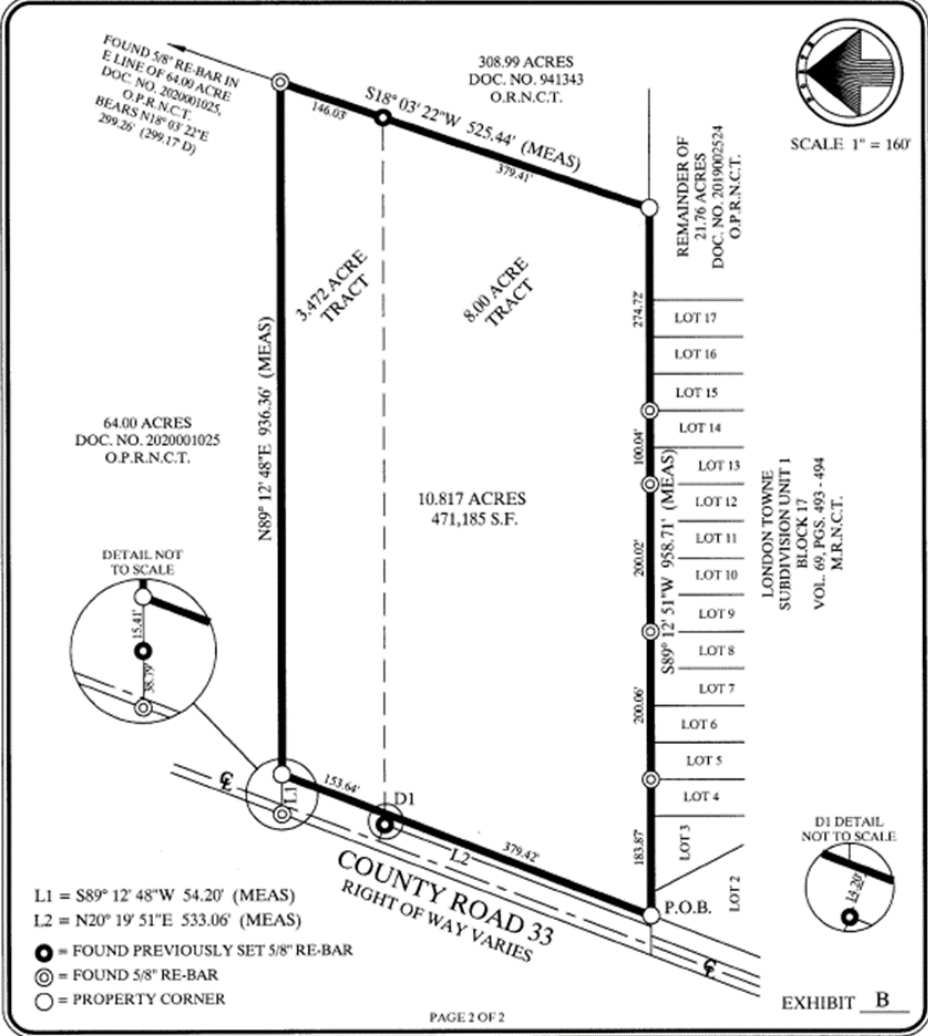 FOUND 5/8" RE-BAR IN
E LINE OF 64.00 ACRE
DOC. NO. 2020001025,
O.P.R.N.C.T.
BEARS N18° 03' 22"E
299.26' (299.17 D)
308.99 ACRES
DOC. NO. 941343
O.R.N.C.T.
SCALE 1" = 160'
S18° 03' 22"W 525.44' (MEAS)
146.03'
379.41'
REMAINDER OF
21.76 ACRES
DOC. NO. 2019002524
O.P.R.N.C.T.
3.472 ACRE
TRACT
8.00 ACRE
TRACT
274.72'
LOT 17
LOT 16
LOT 15
LOT 14
LOT 13
LOT 12
LOT 11
LOT 10
LOT 9
LOT 8
LOT 7
LOT 6
LOT 5
LOT 4
LOT 3
LOT 2
N89° 12' 48"E 936.36' (MEAS)
64.00 ACRES
DOC. NO. 2020001025
O.P.R.N.C.T.
10.817 ACRES
471,185 S.F.
100.04'
S89° 12' 51"W 958.71' (MEAS)
200.02'
200.06'
183.87'
LONDON TOWNE
SUBDIVISION UNIT 1
BLOCK 17
VOL. 69, PGS. 493 - 494
M.R.N.C.T.
DETAIL NOT
TO SCALE
15.41'
38.79'
153.64'
L1
D1
L2
379.42'
COUNTY ROAD 33
RIGHT OF WAY VARIES
P.O.B.
D1 DETAIL
NOT TO SCALE
14.20'
L1 = S89° 12' 48"W 54.20' (MEAS)
L2 = N20° 19' 51"E 533.06' (MEAS)
= FOUND PREVIOUSLY SET 5/8" RE-BAR
= FOUND 5/8" RE-BAR
= PROPERTY CORNER
EXHIBIT B
PAGE 2 OF 2